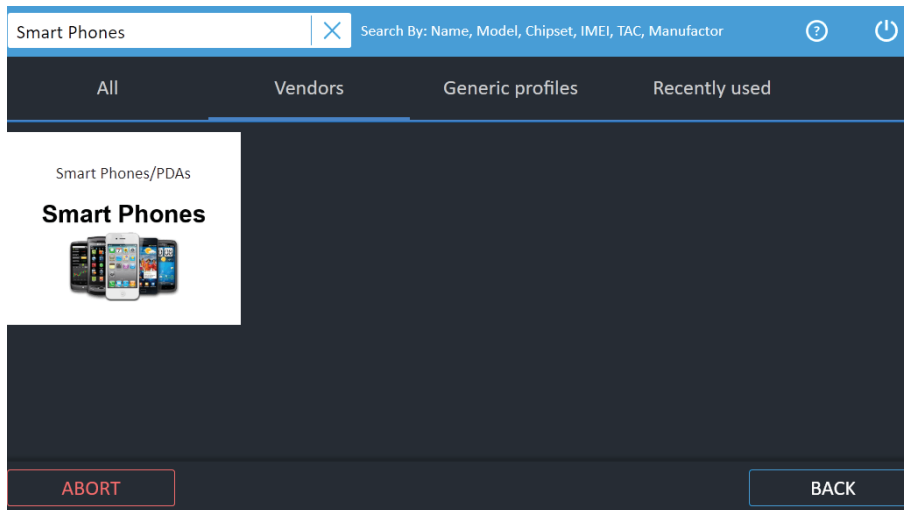 Smart Phones
Search By: Name, Model, Chipset, IMEI, TAC, Manufactor
All Vendors Generic profiles Recently used
Smart Phones/PDAs
Smart Phones
ABORT BACK